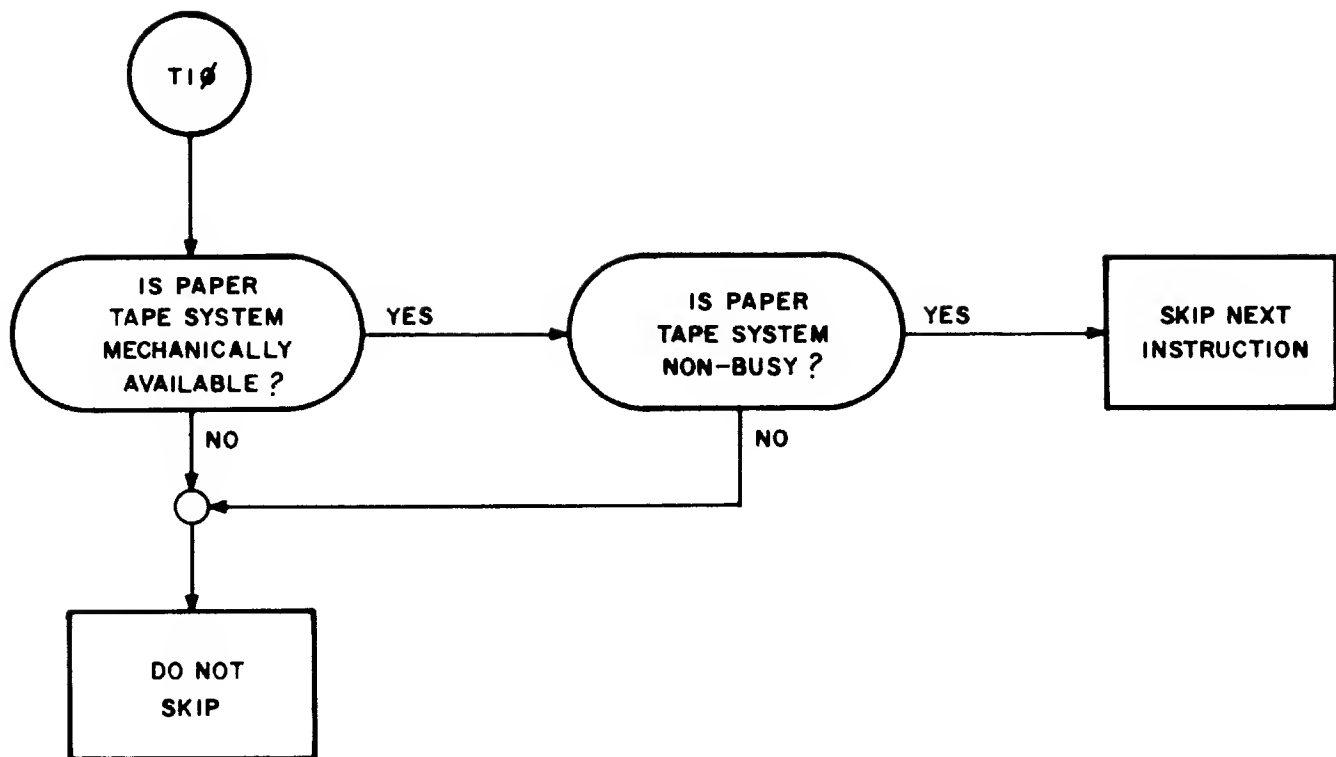 TIØ
IS PAPER
TAPE SYSTEM
MECHANICALLY
AVAILABLE ?
YES
IS PAPER
TAPE SYSTEM
NON-BUSY ?
YES
SKIP NEXT
INSTRUCTION
NO
NO
DO NOT
SKIP